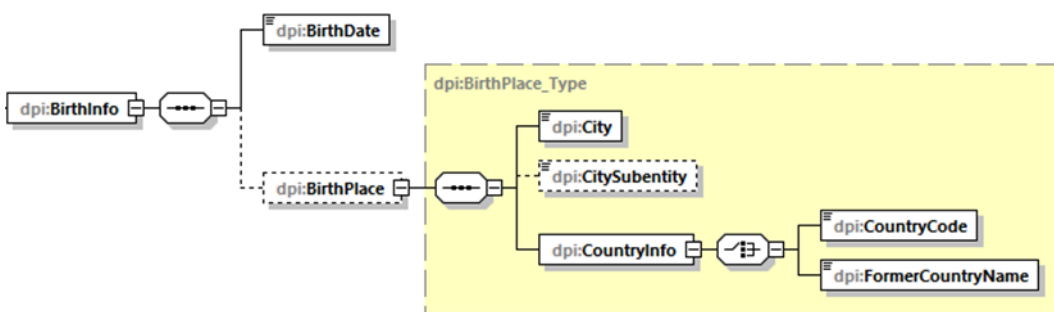 dpi:BirthDate
dpi:BirthPlace_Type
dpi:BirthInfo
dpi:City
dpi:CitySubentity
dpi:BirthPlace
dpi:CountryCode
dpi:CountryInfo
dpi:FormerCountryName